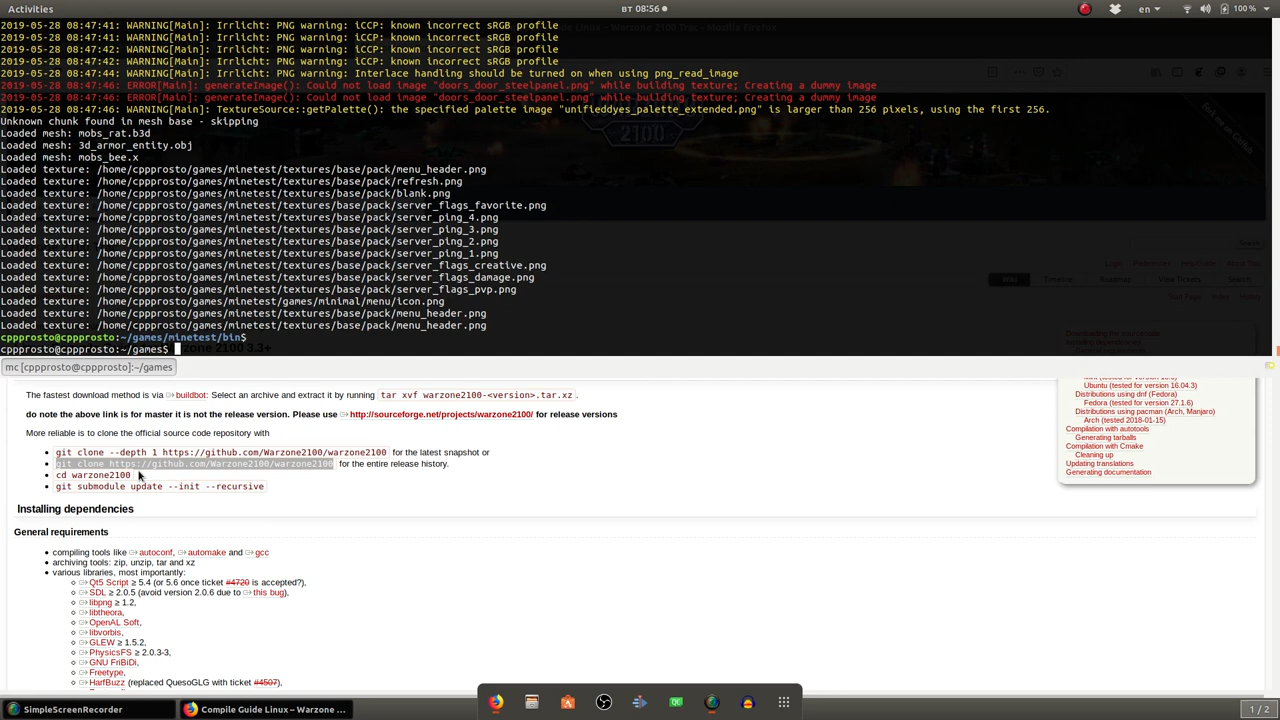 Activities
вт 08:56
en
100 %
2019-05-28 08:47:41: WARNING[Main]: Irrlicht: PNG warning: iCCP: known incorrect sRGB profile
2019-05-28 08:47:41: WARNING[Main]: Irrlicht: PNG warning: iCCP: known incorrect sRGB profile
2019-05-28 08:47:42: WARNING[Main]: Irrlicht: PNG warning: iCCP: known incorrect sRGB profile
2019-05-28 08:47:42: WARNING[Main]: Irrlicht: PNG warning: iCCP: known incorrect sRGB profile
2019-05-28 08:47:44: WARNING[Main]: Irrlicht: PNG warning: Interlace handling should be turned on when using png_read_image
2019-05-28 08:47:46: ERROR[Main]: generateImage(): Could not load image "doors_door_steelpanel.png" while building texture; Creating a dummy image
2019-05-28 08:47:46: ERROR[Main]: generateImage(): Could not load image "doors_door_steelpanel.png" while building texture; Creating a dummy image
2019-05-28 08:47:46: WARNING[Main]: TextureSource::getPalette(): the specified palette image "unifieddyes_palette_extended.png" is larger than 256 pixels, using the first 256.
Unknown chunk found in mesh base - skipping
Loaded mesh: mobs_rat.b3d
Loaded mesh: 3d_armor_entity.obj
Loaded mesh: mobs_bee.x
Loaded texture: /home/cppprosto/games/minetest/textures/base/pack/menu_header.png
Loaded texture: /home/cppprosto/games/minetest/textures/base/pack/refresh.png
Loaded texture: /home/cppprosto/games/minetest/textures/base/pack/blank.png
Loaded texture: /home/cppprosto/games/minetest/textures/base/pack/server_flags_favorite.png
Loaded texture: /home/cppprosto/games/minetest/textures/base/pack/server_ping_4.png
Loaded texture: /home/cppprosto/games/minetest/textures/base/pack/server_ping_3.png
Loaded texture: /home/cppprosto/games/minetest/textures/base/pack/server_ping_2.png
Loaded texture: /home/cppprosto/games/minetest/textures/base/pack/server_ping_1.png
Loaded texture: /home/cppprosto/games/minetest/textures/base/pack/server_flags_creative.png
Loaded texture: /home/cppprosto/games/minetest/textures/base/pack/server_flags_damage.png
Loaded texture: /home/cppprosto/games/minetest/textures/base/pack/server_flags_pvp.png
Loaded texture: /home/cppprosto/games/minetest/games/minimal/menu/icon.png
Loaded texture: /home/cppprosto/games/minetest/textures/base/pack/menu_header.png
Loaded texture: /home/cppprosto/games/minetest/textures/base/pack/menu_header.png
cppprosto@cppprosto:~/games/minetest/bin$
cppprosto@cppprosto:~/games$
2100
Fork me on GitHub
Search
Login
Preferences
Help/Guide
About Trac
Wiki
Timeline
Roadmap
View Tickets
Search
Start Page
Index
History
Downloading the sourcecode
Installing dependencies
mc [cppprosto@cppprosto]:~/games
The fastest download method is via buildbot: Select an archive and extract it by running tar xvf warzone2100-<version>.tar.xz.
do note the above link is for master it is not the release version. Please use http://sourceforge.net/projects/warzone2100/ for release versions
More reliable is to clone the official source code repository with
git clone --depth 1 https://github.com/Warzone2100/warzone2100 for the latest snapshot or
git clone https://github.com/Warzone2100/warzone2100 for the entire release history.
cd warzone2100
git submodule update --init --recursive
Installing dependencies
General requirements
compiling tools like autoconf, automake and gcc
archiving tools: zip, unzip, tar and xz
various libraries, most importantly:
Qt5 Script ≥ 5.4 (or 5.6 once ticket #4720 is accepted?),
SDL ≥ 2.0.5 (avoid version 2.0.6 due to this bug),
libpng ≥ 1.2,
libtheora,
OpenAL Soft,
libvorbis,
GLEW ≥ 1.5.2,
PhysicsFS ≥ 2.0.3-3,
GNU FriBiDi,
Freetype,
HarfBuzz (replaced QuesoGLG with ticket #4507),
Ubuntu (tested for version 16.04.3)
Distributions using dnf (Fedora)
Fedora (tested for version 27.1.6)
Distributions using pacman (Arch, Manjaro)
Arch (tested 2018-01-15)
Compilation with autotools
Generating tarballs
Compilation with Cmake
Cleaning up
Updating translations
Generating documentation
SimpleScreenRecorder
Compile Guide Linux – Warzone ...
1 / 2